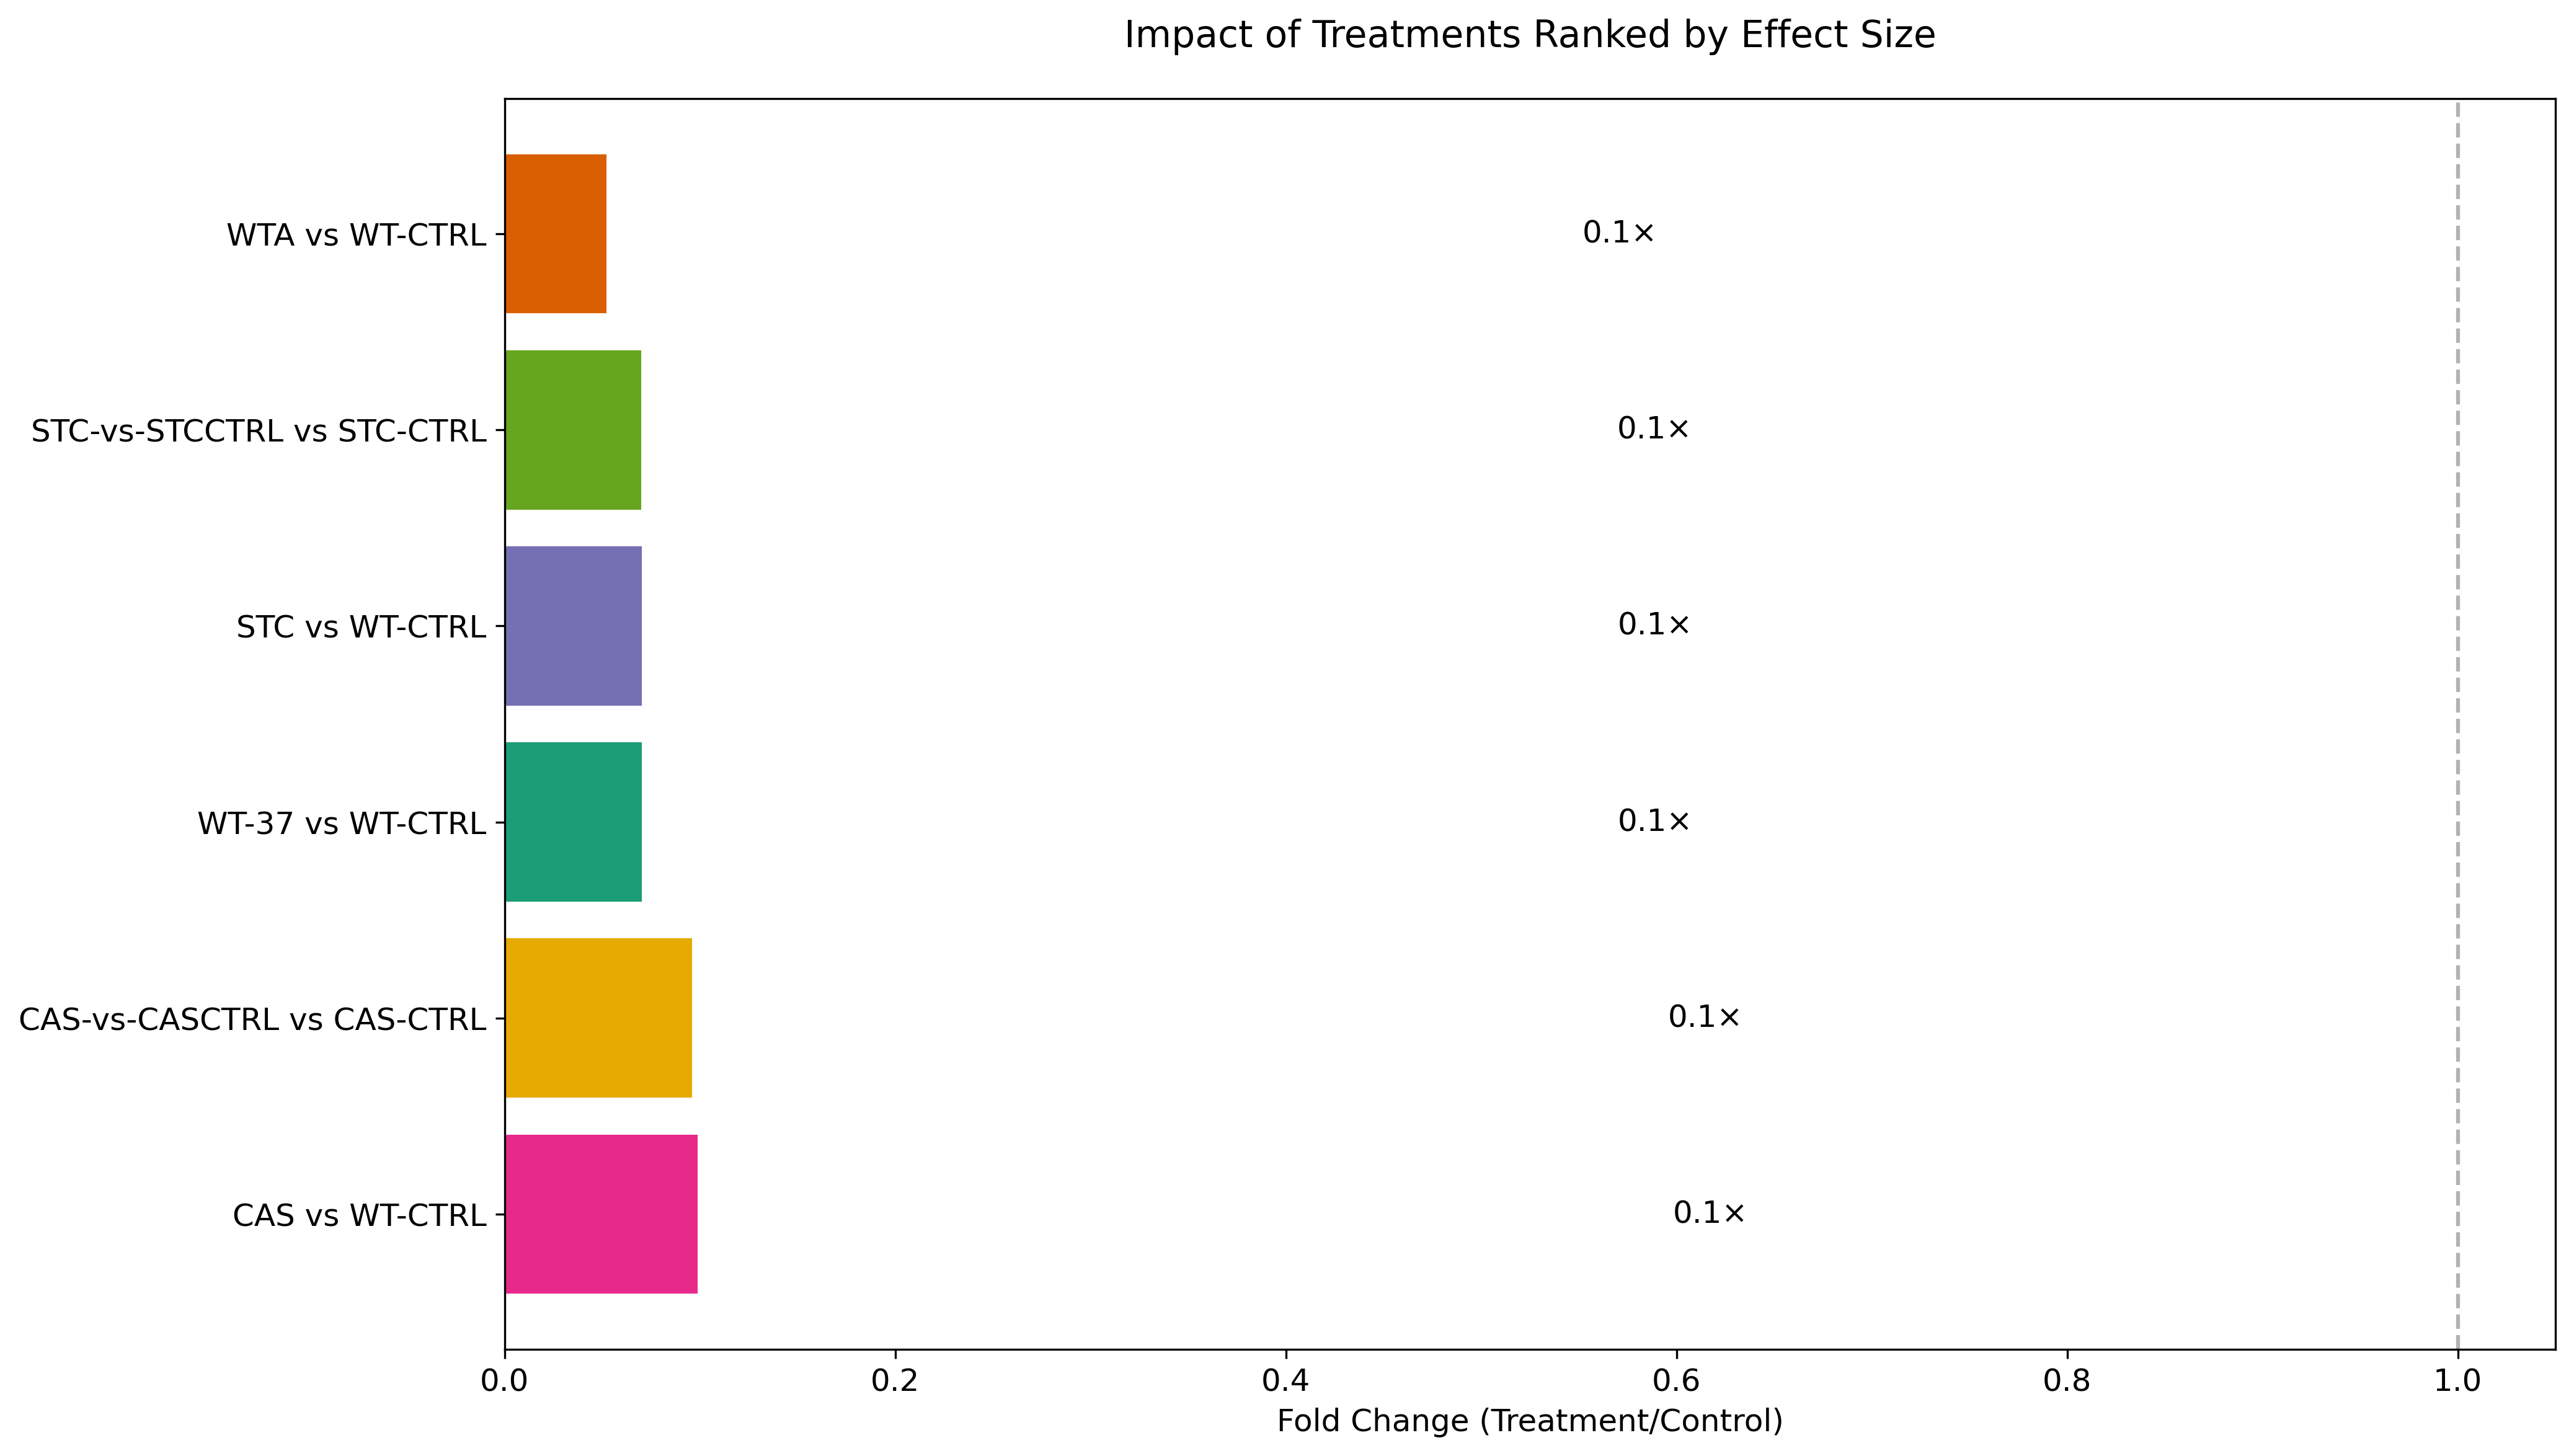 Impact of Treatments Ranked by Effect Size
WTA vs WT-CTRL
0.1×
STC-vs-STCCTRL vs STC-CTRL
0.1×
STC vs WT-CTRL
0.1×
WT-37 vs WT-CTRL
0.1×
CAS-vs-CASCTRL vs CAS-CTRL
0.1×
CAS vs WT-CTRL
0.1×
0.0 0.2 0.4 0.6 0.8 1.0
Fold Change (Treatment/Control)